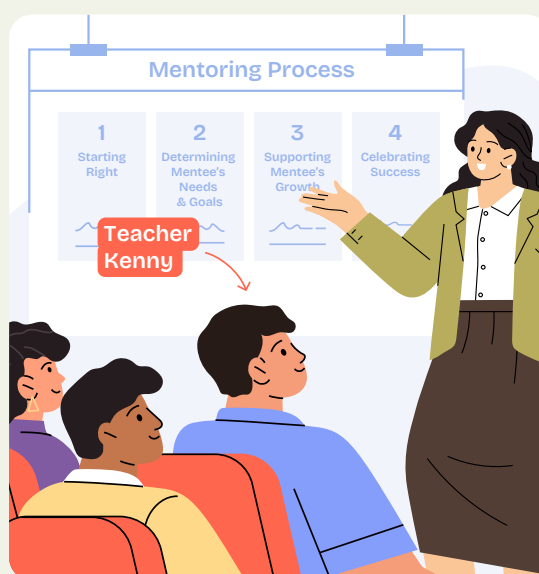 Mentoring Process
1
Starting
Right
2
Determining
Mentee's
Needs
& Goals
3
Supporting
Mentee's
Growth
4
Celebrating
Success
Teacher
Kenny